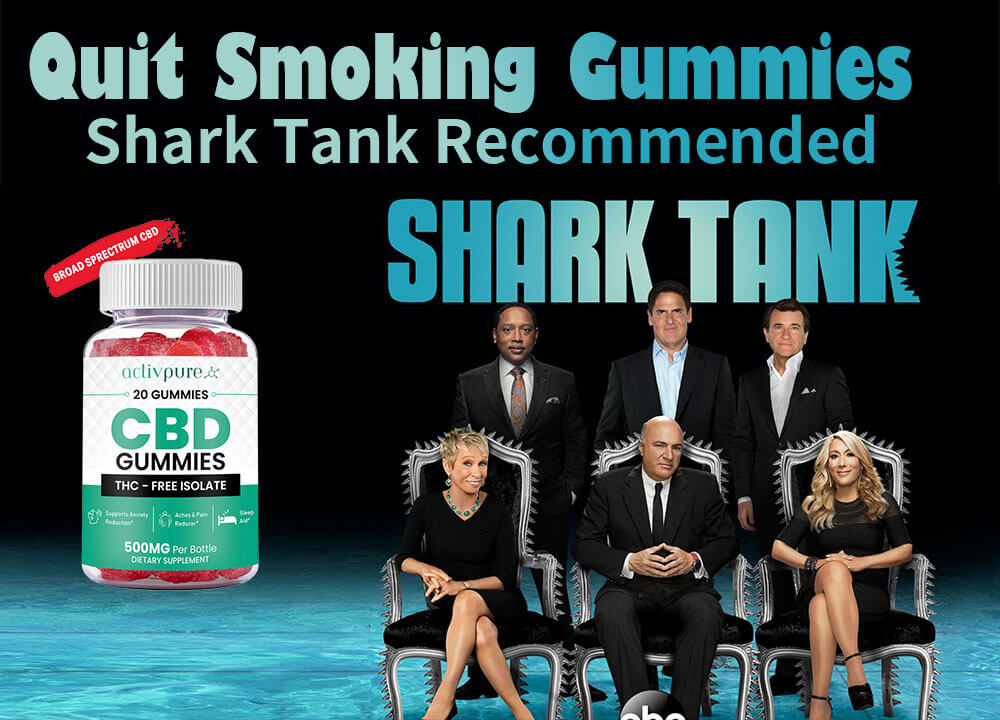 Quit Smoking Gummies
Shark Tank Recommended
SHARK TANK
BROAD SPRECTRUM CBD
activpure
20 GUMMIES
CBD
GUMMIES
THC - FREE ISOLATE
Supports Anxiety
Reduction*
Aches & Pain
Reducer*
Sleep
Aid*
500MG Per Bottle
DIETARY SUPPLEMENT
abc